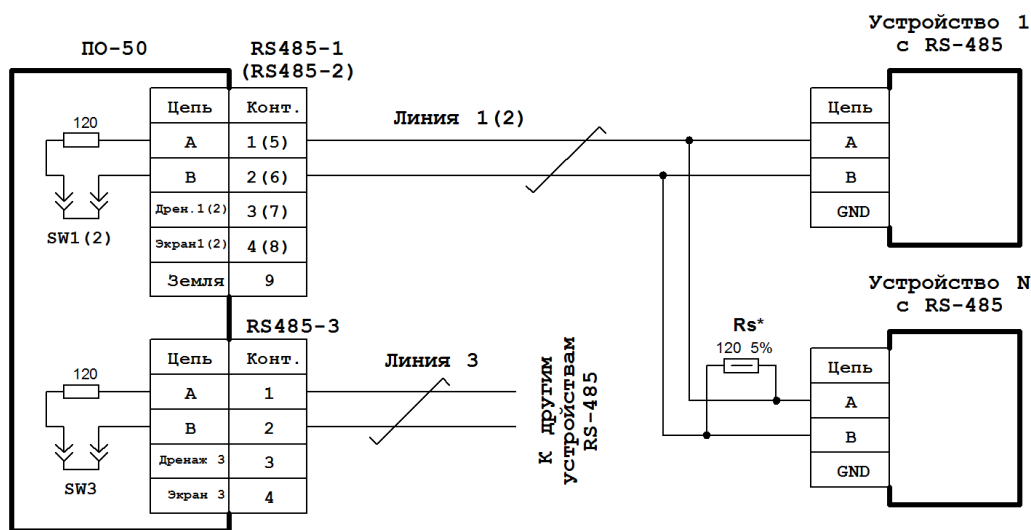 ПО-50
RS485-1
(RS485-2)
Цепь
Конт.
120
А
1(5)
В
2(6)
Дрен.1(2)
3(7)
Экран1(2)
4(8)
Земля
9
SW1(2)
Линия 1(2)
Устройство 1
с RS-485
Цепь
А
В
GND
RS485-3
Цепь
Конт.
120
А
1
В
2
Дренаж 3
3
Экран 3
4
SW3
Линия 3
К другим
устройствам
RS-485
Rs*
120 5%
Устройство N
с RS-485
Цепь
А
В
GND